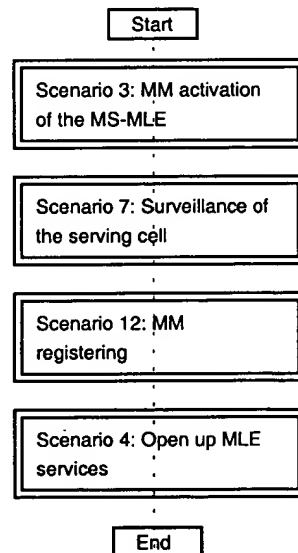 Start
Scenario 3: MM activation
of the MS-MLE
Scenario 7: Surveillance of
the serving cell
Scenario 12: MM
registering
Scenario 4: Open up MLE
services
End